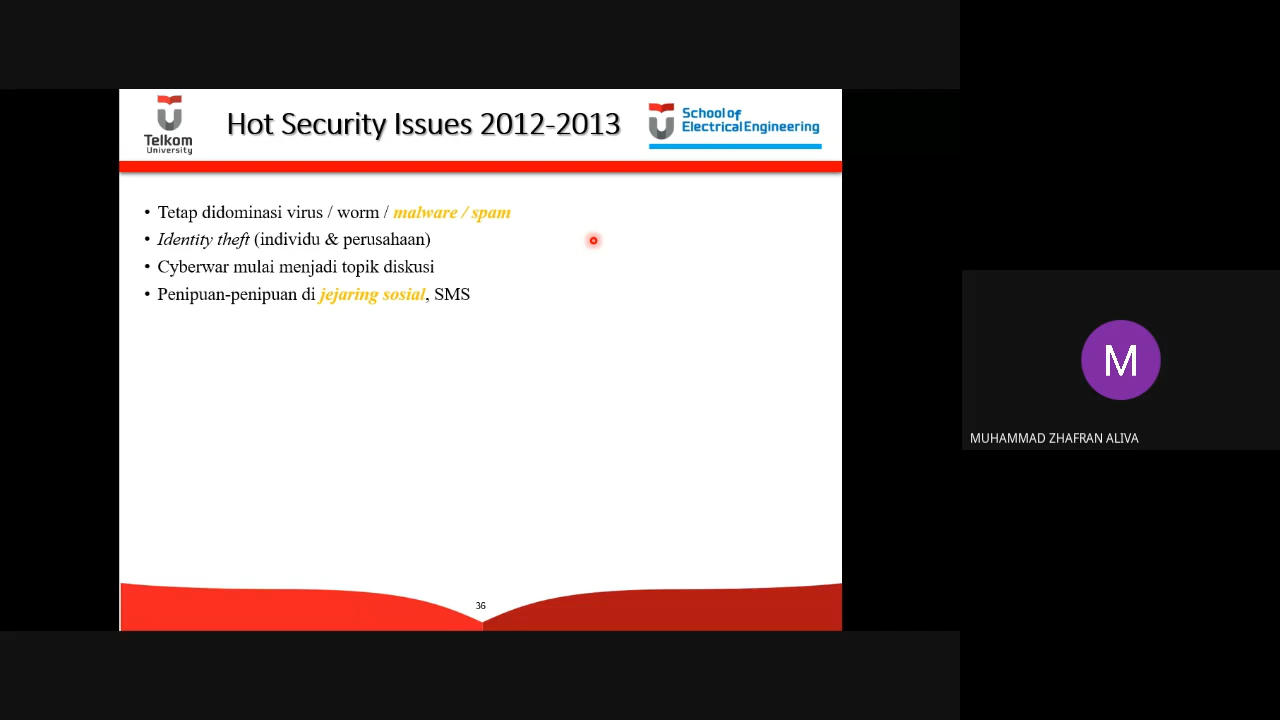 Telkom
University
Hot Security Issues 2012-2013
School of
Electrical Engineering
• Tetap didominasi virus / worm / malware / spam
• Identity theft (individu & perusahaan)
• Cyberwar mulai menjadi topik diskusi
• Penipuan-penipuan di jejaring sosial, SMS
36
M
MUHAMMAD ZHAFRAN ALIVA